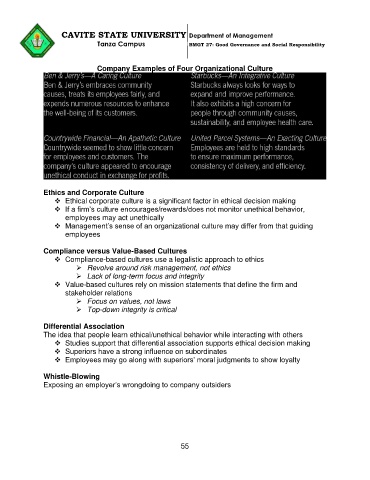 CAVITE STATE UNIVERSITY Department of Management
Tanza Campus BMGT 27- Good Governance and Social Responsibility
Company Examples of Four Organizational Culture
Ben & Jerry's—A Caring Culture
Ben & Jerry's embraces community
causes, treats its employees fairly, and
expends numerous resources to enhance
the well-being of its customers.
Starbucks—An Integrative Culture
Starbucks always looks for ways to
expand and improve performance.
It also exhibits a high concern for
people through community causes,
sustainability, and employee health care.
Countrywide Financial—An Apathetic Culture
Countrywide seemed to show little concern
for employees and customers. The
company's culture appeared to encourage
unethical conduct in exchange for profits.
United Parcel Systems—An Exacting Culture
Employees are held to high standards
to ensure maximum performance,
consistency of delivery, and efficiency.
Ethics and Corporate Culture
❖ Ethical corporate culture is a significant factor in ethical decision making
❖ If a firm's culture encourages/rewards/does not monitor unethical behavior,
employees may act unethically
❖ Management's sense of an organizational culture may differ from that guiding
employees
Compliance versus Value-Based Cultures
❖ Compliance-based cultures use a legalistic approach to ethics
➢ Revolve around risk management, not ethics
➢ Lack of long-term focus and integrity
❖ Value-based cultures rely on mission statements that define the firm and
stakeholder relations
➢ Focus on values, not laws
➢ Top-down integrity is critical
Differential Association
The idea that people learn ethical/unethical behavior while interacting with others
❖ Studies support that differential association supports ethical decision making
❖ Superiors have a strong influence on subordinates
❖ Employees may go along with superiors' moral judgments to show loyalty
Whistle-Blowing
Exposing an employer's wrongdoing to company outsiders
55